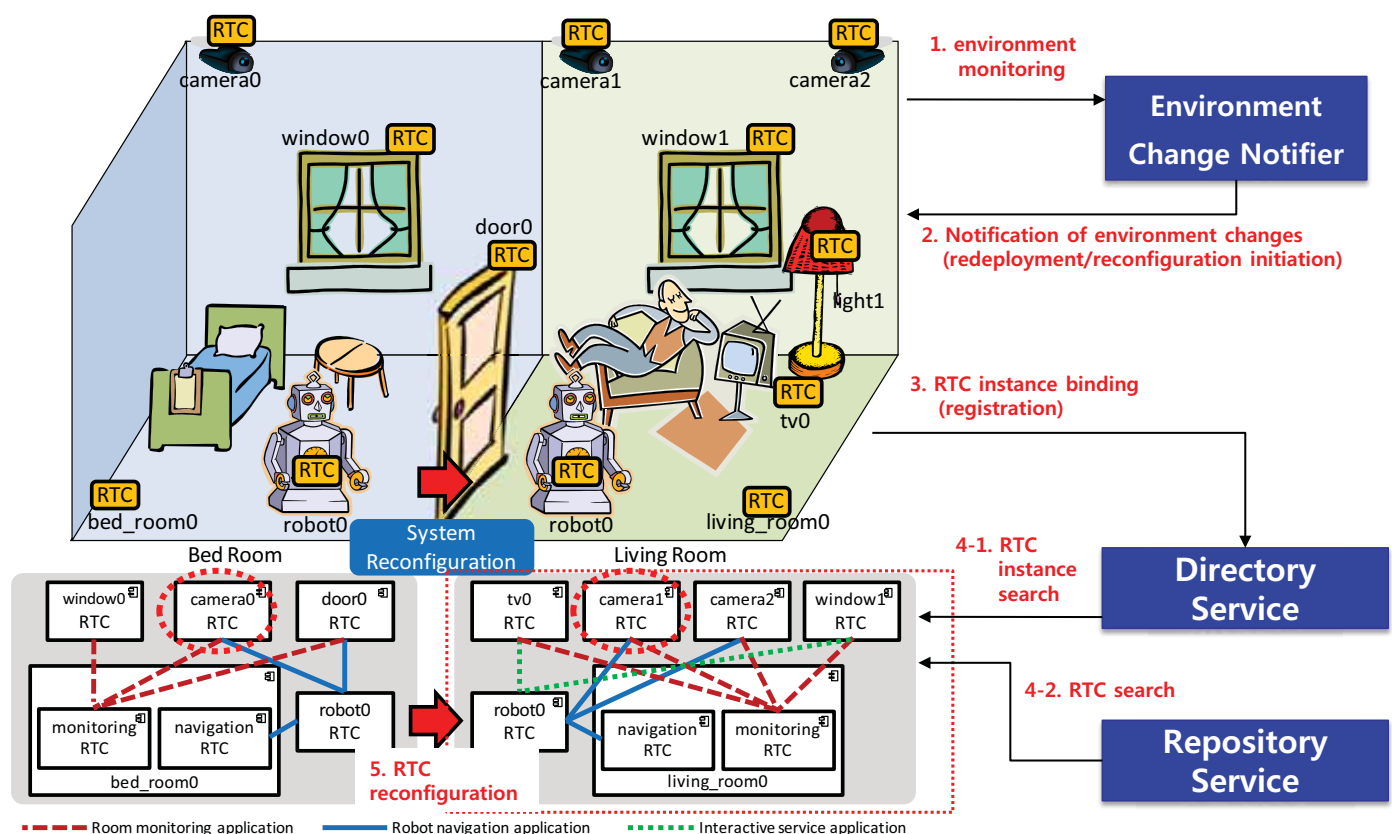 RTC
camera0
RTC
camera1
RTC
camera2
1. environment
monitoring
Environment
Change Notifier
window0
RTC
window1
RTC
door0
RTC
RTC
light1
2. Notification of environment changes
(redeployment/reconfiguration initiation)
RTC
tv0
3. RTC instance binding
(registration)
RTC
bed_room0
RTC
robot0
RTC
robot0
RTC
living_room0
System
Reconfiguration
Bed Room
Living Room
4-1. RTC
instance
search
Directory
Service
window0
RTC
camera0
RTC
door0
RTC
tv0
RTC
camera1
RTC
camera2
RTC
window1
RTC
4-2. RTC search
monitoring
RTC
navigation
RTC
bed_room0
robot0
RTC
robot0
RTC
navigation
RTC
monitoring
RTC
living_room0
5. RTC
reconfiguration
Repository
Service
Room monitoring application
Robot navigation application
Interactive service application